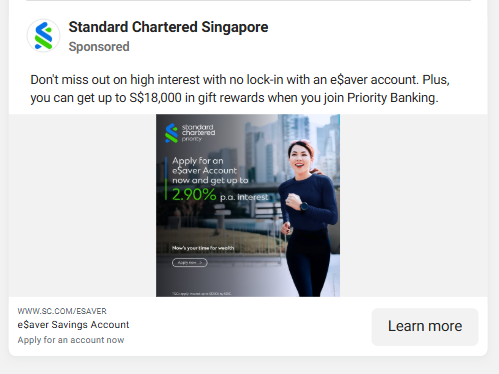 Standard Chartered Singapore
Sponsored
Don't miss out on high interest with no lock-in with an e$aver account. Plus,
you can get up to S$18,000 in gift rewards when you join Priority Banking.
standard
chartered
priority
Apply for an
e$aver Account
now and get up to
2.90% p.a. interest
Now's your time for wealth
Apply now >
WWW.SC.COM/ESAVER
e$aver Savings Account
Apply for an account now
Learn more